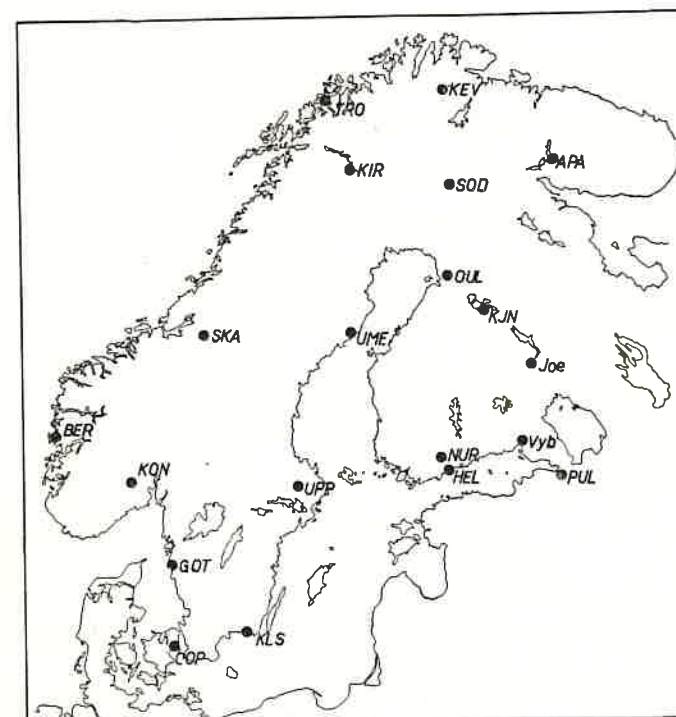 KEV
TRO
APA
KIR
SOD
OUL
KJN
SKA
UME
Joe
BER
Vyb
NUR
KON
HEL
UPP
PUL
GOT
KLS
COP